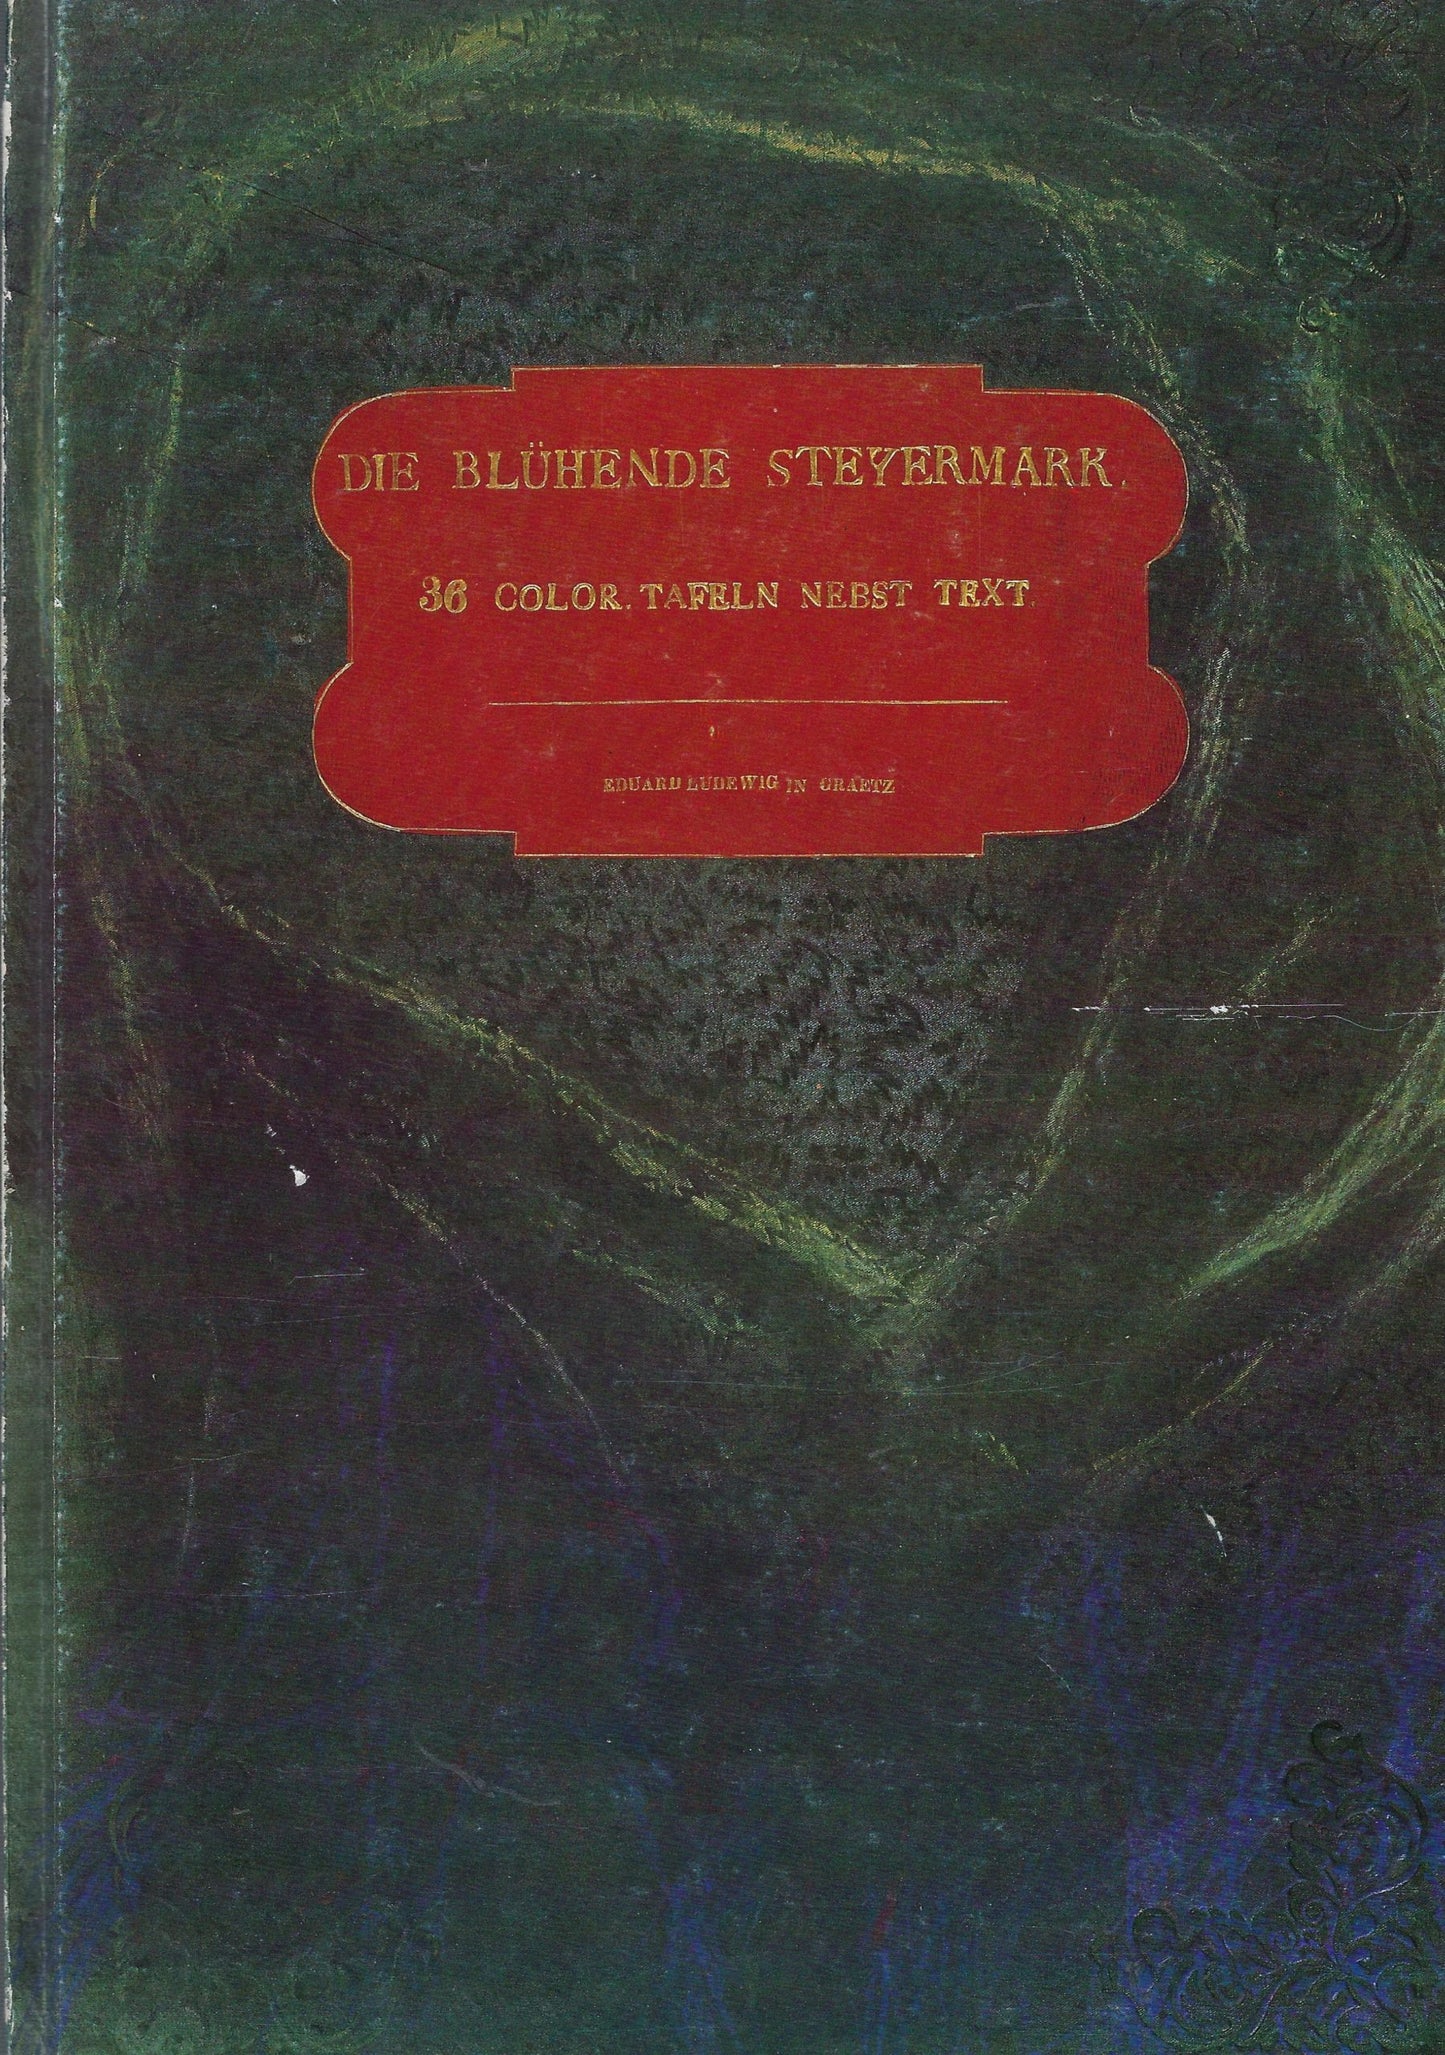 DIE BLÜHENDE STEYERMARK.
36 COLOR. TAFELN NEBST TEXT.
EDUARD LUDEWIG IN GRAETZ